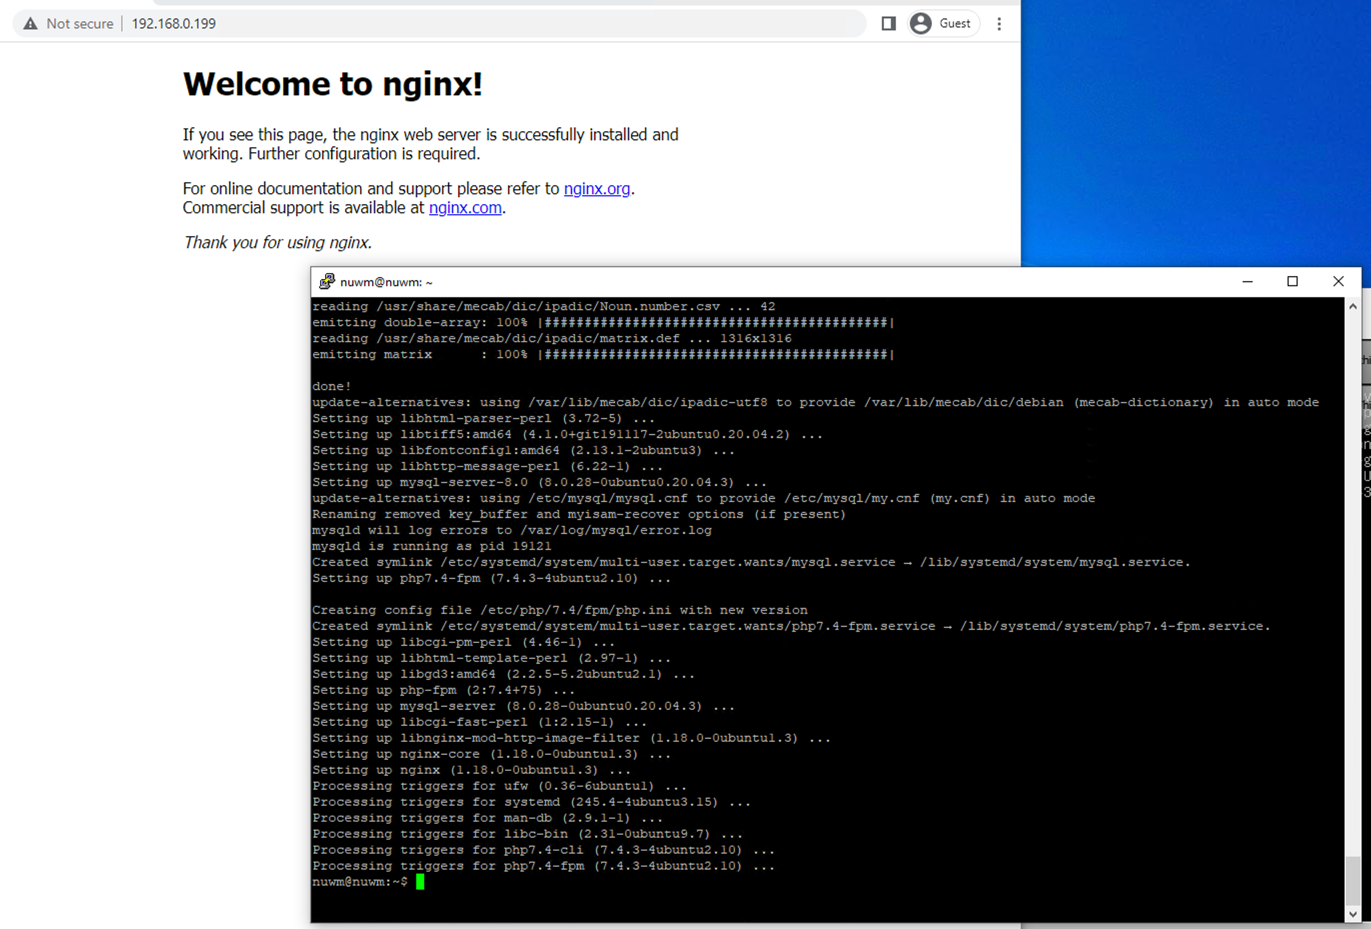 Not secure | 192.168.0.199
Guest
Welcome to nginx!
If you see this page, the nginx web server is successfully installed and
working. Further configuration is required.
For online documentation and support please refer to nginx.org.
Commercial support is available at nginx.com.
Thank you for using nginx.
nuwm@nuwm: ~
reading /usr/share/mecab/dic/ipadic/Noun.number.csv ... 42
emitting double-array: 100% |###########################################|
reading /usr/share/mecab/dic/ipadic/matrix.def ... 1316x1316
emitting matrix      : 100% |###########################################|
done!
update-alternatives: using /var/lib/mecab/dic/ipadic-utf8 to provide /var/lib/mecab/dic/debian (mecab-dictionary) in auto mode
Setting up libhtml-parser-perl (3.72-5) ...
Setting up libtiff5:amd64 (4.1.0+git191117-2ubuntu0.20.04.2) ...
Setting up libfontconfig1:amd64 (2.13.1-2ubuntu3) ...
Setting up libhttp-message-perl (6.22-1) ...
Setting up mysql-server-8.0 (8.0.28-0ubuntu0.20.04.3) ...
update-alternatives: using /etc/mysql/mysql.cnf to provide /etc/mysql/my.cnf (my.cnf) in auto mode
Renaming removed key_buffer and myisam-recover options (if present)
mysqld will log errors to /var/log/mysql/error.log
mysqld is running as pid 19121
Created symlink /etc/systemd/system/multi-user.target.wants/mysql.service → /lib/systemd/system/mysql.service.
Setting up php7.4-fpm (7.4.3-4ubuntu2.10) ...
Creating config file /etc/php/7.4/fpm/php.ini with new version
Created symlink /etc/systemd/system/multi-user.target.wants/php7.4-fpm.service → /lib/systemd/system/php7.4-fpm.service.
Setting up libcgi-pm-perl (4.46-1) ...
Setting up libhtml-template-perl (2.97-1) ...
Setting up libgd3:amd64 (2.2.5-5.2ubuntu2.1) ...
Setting up php-fpm (2:7.4+75) ...
Setting up mysql-server (8.0.28-0ubuntu0.20.04.3) ...
Setting up libcgi-fast-perl (1:2.15-1) ...
Setting up libnginx-mod-http-image-filter (1.18.0-0ubuntu1.3) ...
Setting up nginx-core (1.18.0-0ubuntu1.3) ...
Setting up nginx (1.18.0-0ubuntu1.3) ...
Processing triggers for ufw (0.36-6ubuntu1) ...
Processing triggers for systemd (245.4-4ubuntu3.15) ...
Processing triggers for man-db (2.9.1-1) ...
Processing triggers for libc-bin (2.31-0ubuntu9.7) ...
Processing triggers for php7.4-cli (7.4.3-4ubuntu2.10) ...
Processing triggers for php7.4-fpm (7.4.3-4ubuntu2.10) ...
nuwm@nuwm:~$